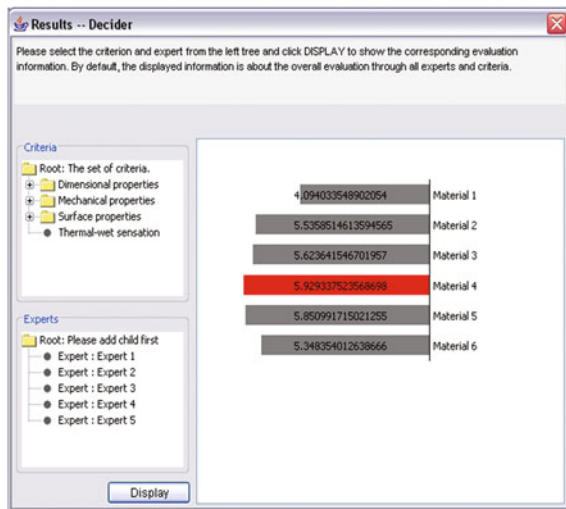 Results -- Decider
Please select the criterion and expert from the left tree and click DISPLAY to show the corresponding evaluation
information. By default, the displayed information is about the overall evaluation through all experts and criteria.
Criteria
Root: The set of criteria.
Dimensional properties
Mechanical properties
Surface properties
Thermal-wet sensation
Experts
Root: Please add child first
Expert : Expert 1
Expert : Expert 2
Expert : Expert 3
Expert : Expert 4
Expert : Expert 5
Display
4.094033548902054 Material 1
5.5358514613594565 Material 2
5.623641546701957 Material 3
5.929337523568698 Material 4
5.850991715021255 Material 5
5.348354012638666 Material 6